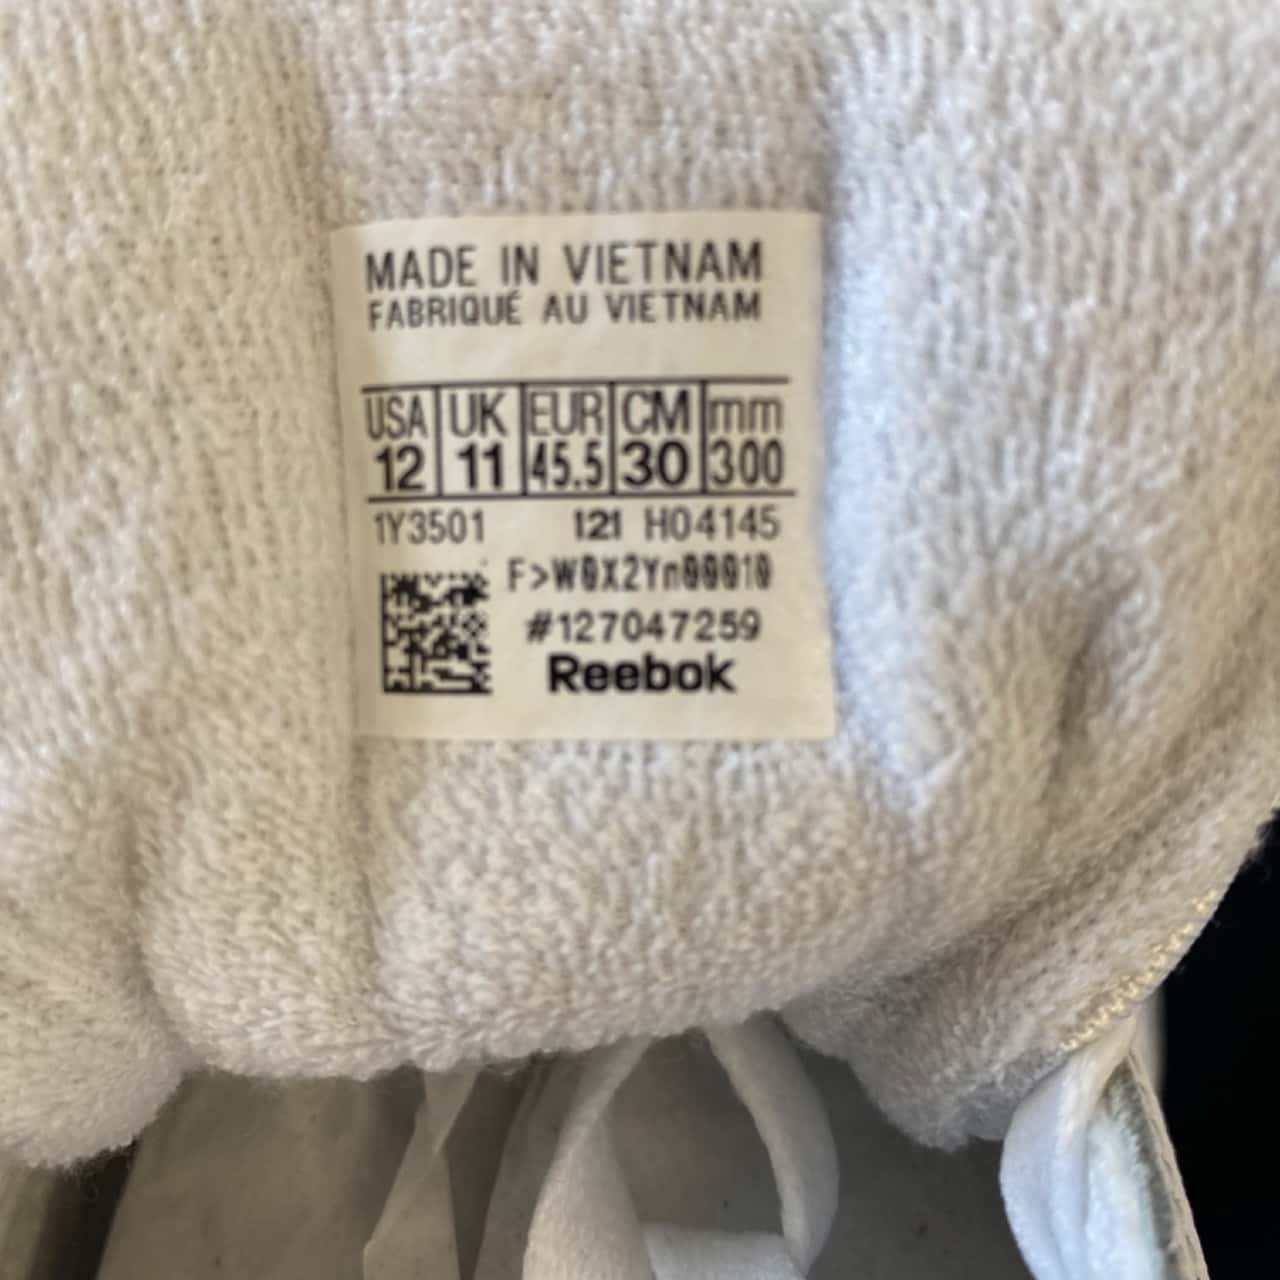 MADE IN VIETNAM
FABRIQUÉ AU VIETNAM
USA UK EUR CM mm
12 11 45.5 30 300
1Y3501 121 H04145
F>W0X2Yn00010
#127047259
Reebok